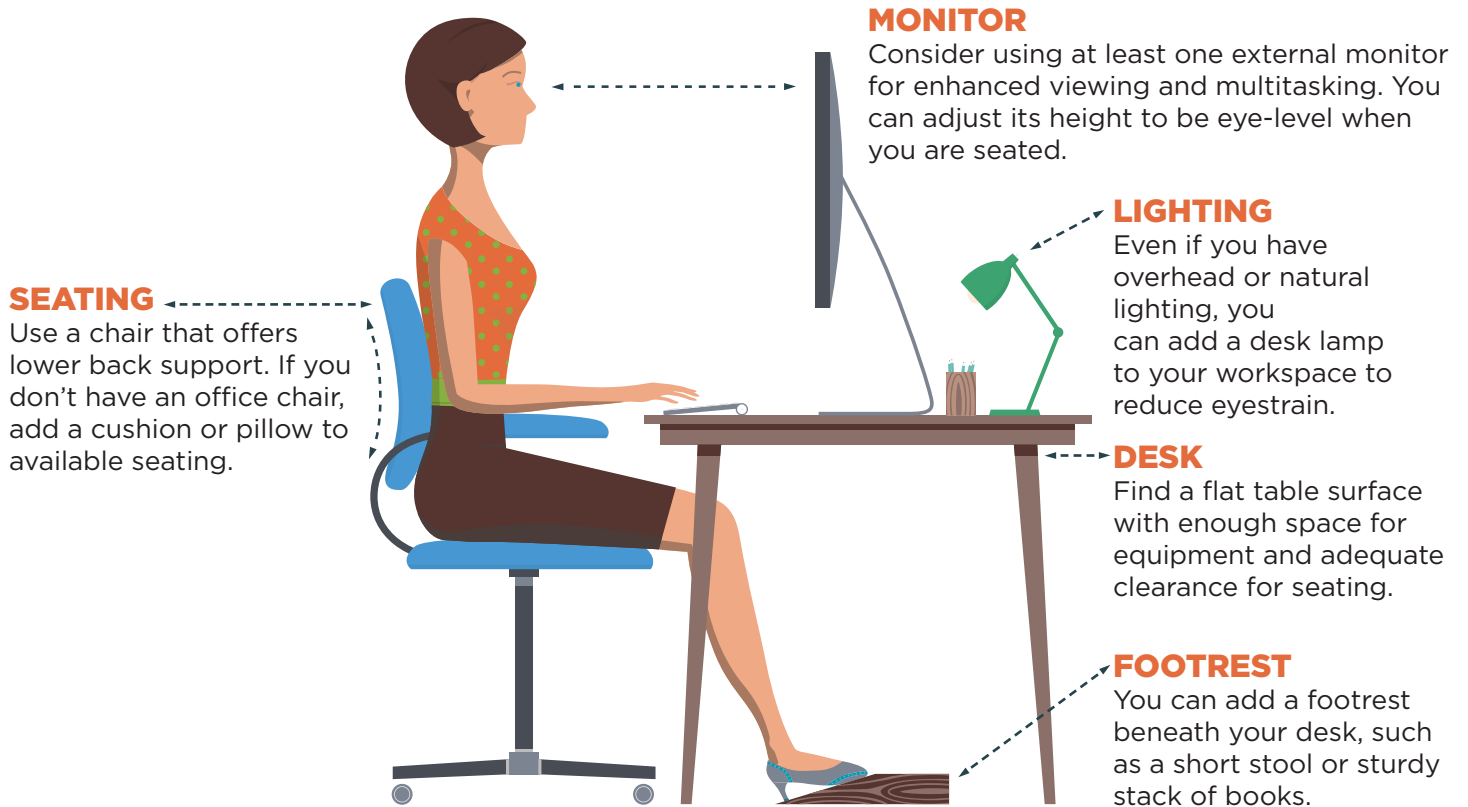 MONITOR
Consider using at least one external monitor
for enhanced viewing and multitasking. You
can adjust its height to be eye-level when
you are seated.
LIGHTING
Even if you have
overhead or natural
lighting, you
can add a desk lamp
to your workspace to
reduce eyestrain.
SEATING
Use a chair that offers
lower back support. If you
don’t have an office chair,
add a cushion or pillow to
available seating.
DESK
Find a flat table surface
with enough space for
equipment and adequate
clearance for seating.
FOOTREST
You can add a footrest
beneath your desk, such
as a short stool or sturdy
stack of books.